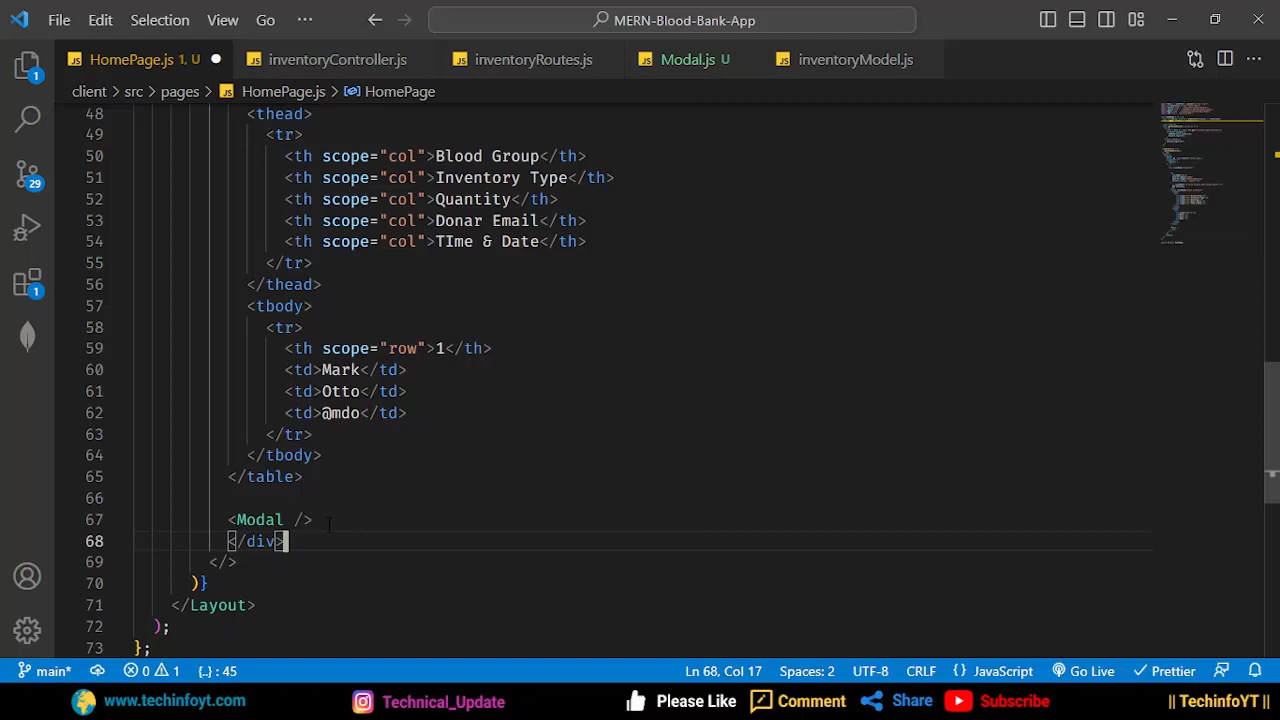 File Edit Selection View Go ··· MERN-Blood-Bank-App
HomePage.js 1, U inventoryController.js inventoryRoutes.js Modal.js U inventoryModel.js
client > src > pages > HomePage.js > HomePage
48 <thead>
49 <tr>
50 <th scope="col">Blood Group</th>
51 <th scope="col">Inventory Type</th>
52 <th scope="col">Quantity</th>
53 <th scope="col">Donar Email</th>
54 <th scope="col">TIme & Date</th>
55 </tr>
56 </thead>
57 <tbody>
58 <tr>
59 <th scope="row">1</th>
60 <td>Mark</td>
61 <td>Otto</td>
62 <td>@mdo</td>
63 </tr>
64 </tbody>
65 </table>
66
67 <Modal />
68 </div>
69 </>
70 )}
71 </Layout>
72 );
73 };
1
29
1
main* 0 1 {..} : 45 Ln 68, Col 17 Spaces: 2 UTF-8 CRLF {} JavaScript Go Live Prettier
www.techinfoyt.com Technical_Update Please Like Comment Share Subscribe || TechinfoYT ||